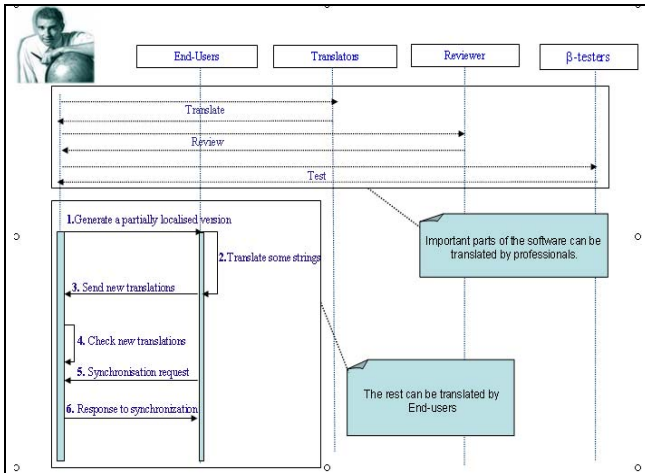 End-Users
Translators
Reviewer
β-testers
Translate
Review
Test
1.Generate a partially localised version
2.Translate some strings
3. Send new translations
4. Check new translations
5. Synchronisation request
6. Response to synchronization
Important parts of the software can be
translated by professionals.
The rest can be translated by
End-users